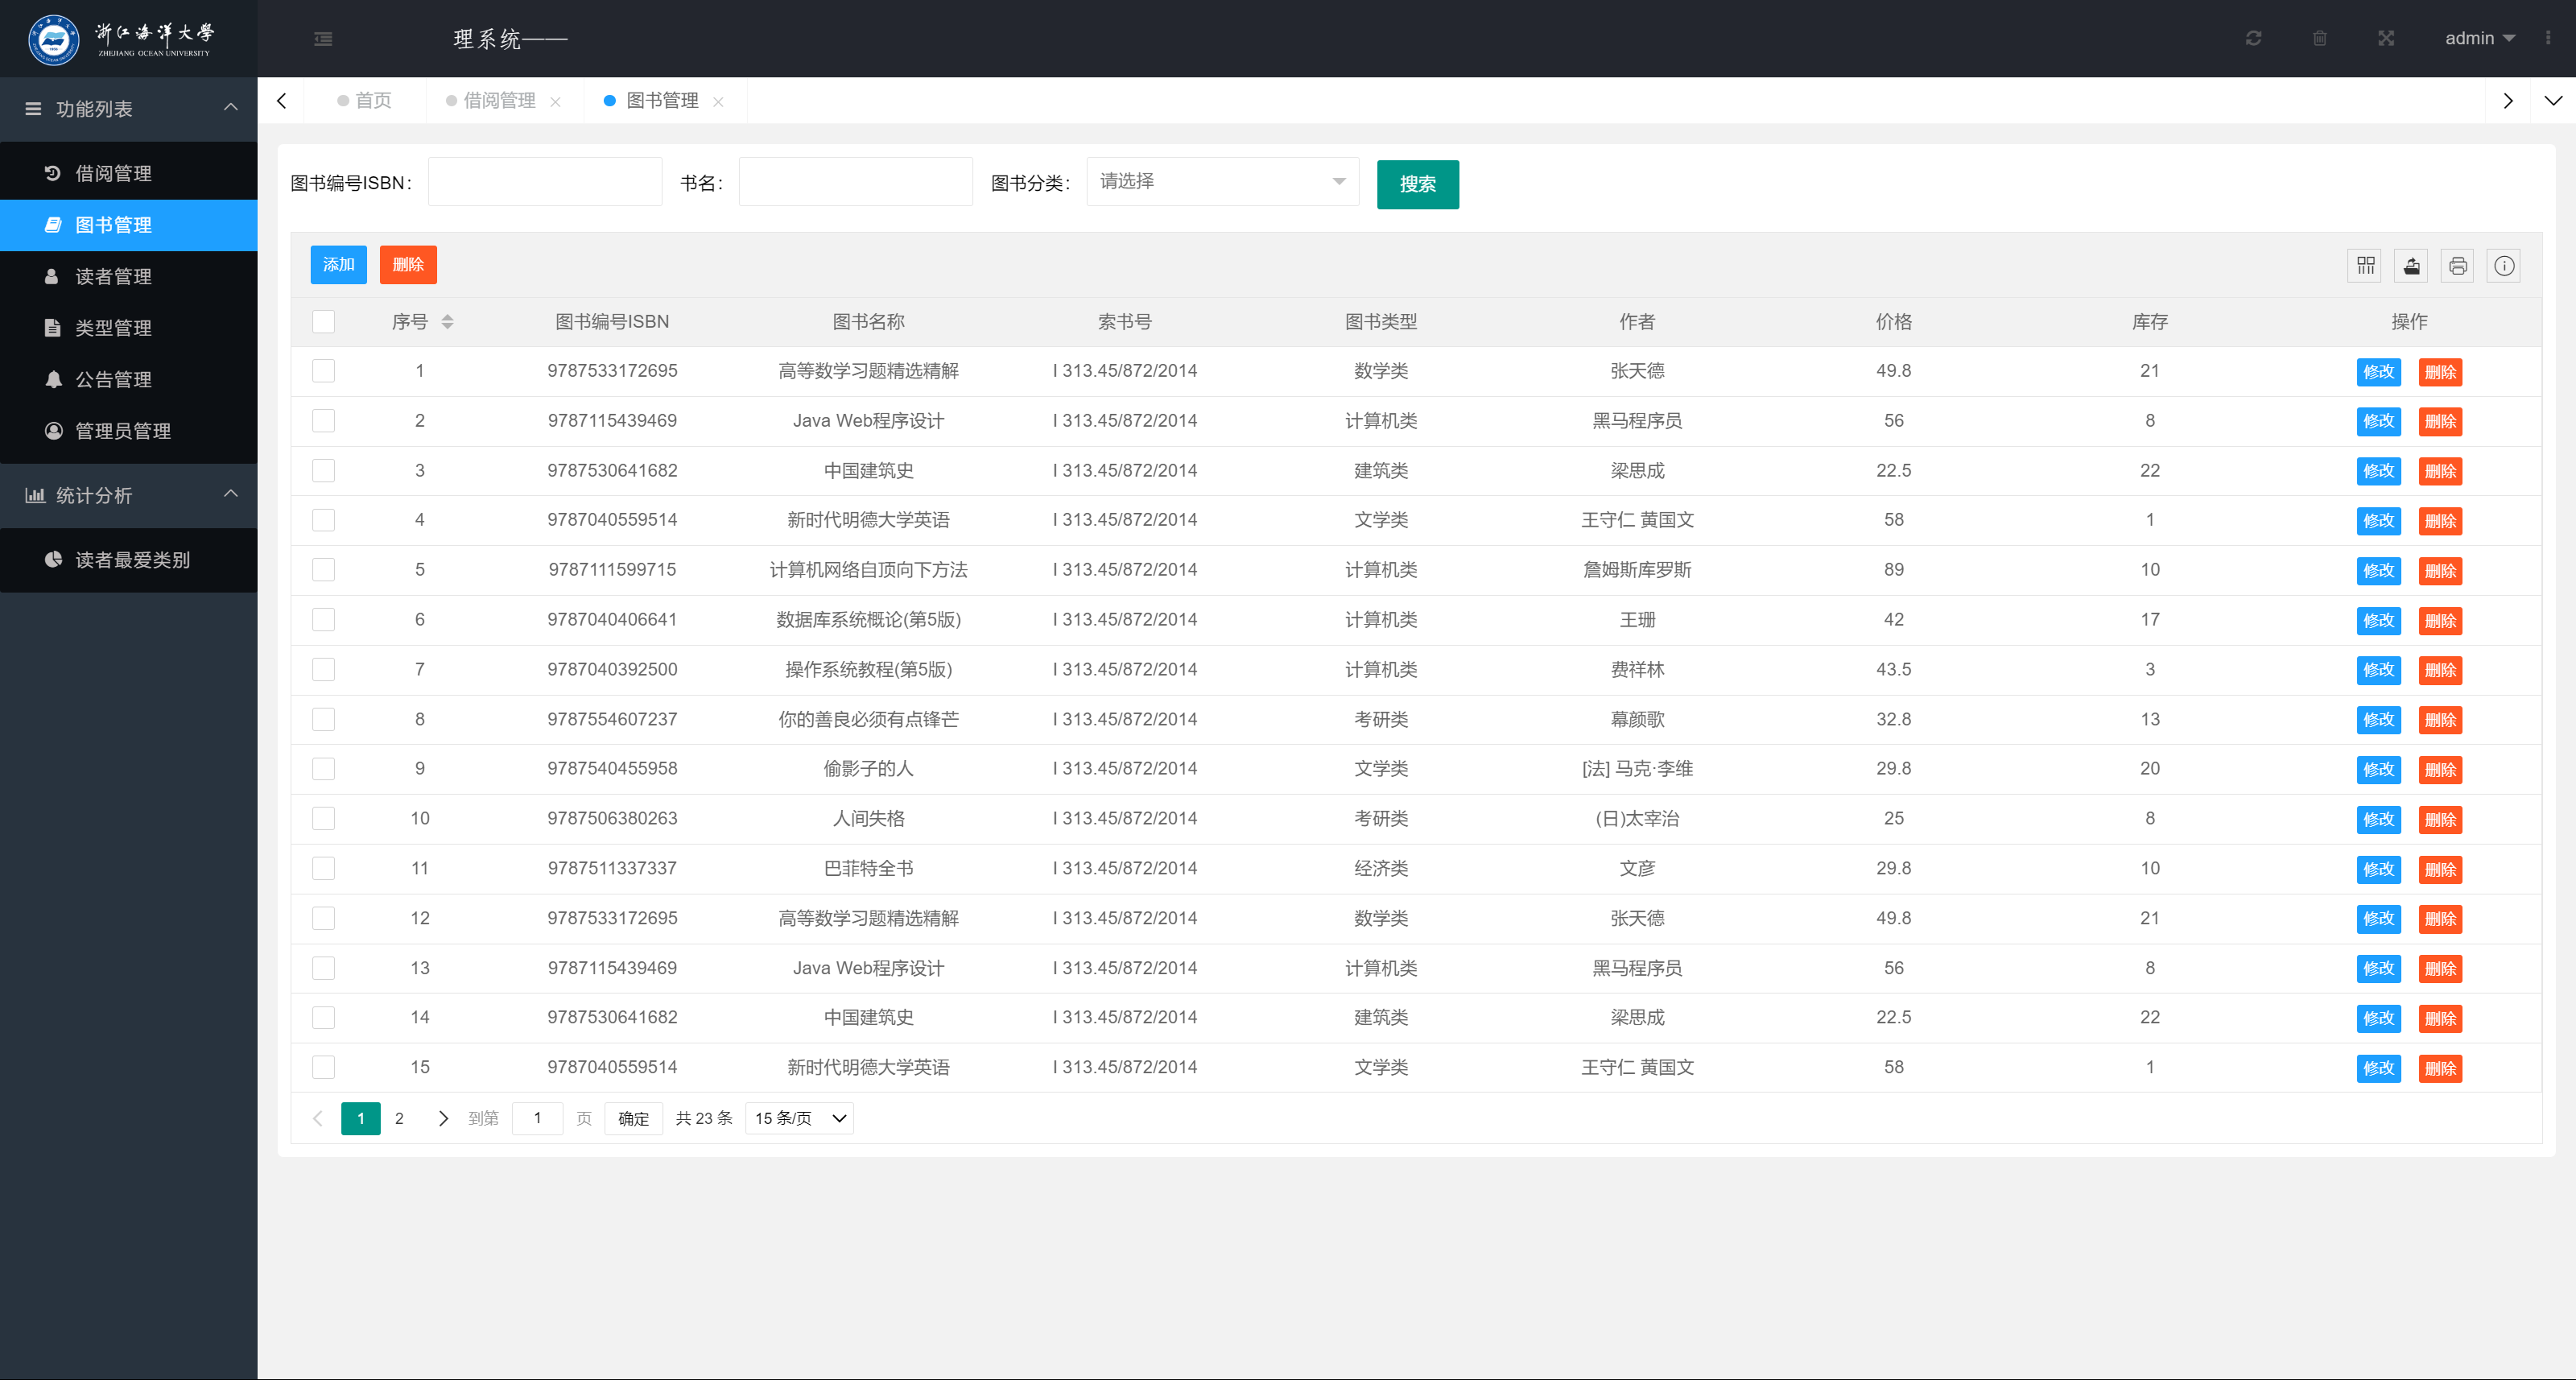 浙江海洋大学
ZHEJIANG OCEAN UNIVERSITY
理系统——
admin
功能列表
借阅管理
图书管理
读者管理
类型管理
公告管理
管理员管理
统计分析
读者最爱类别
首页 借阅管理 图书管理
图书编号ISBN： 书名： 图书分类： 请选择 搜索
添加 删除
序号 图书编号ISBN 图书名称 索书号 图书类型 作者 价格 库存 操作
1 9787533172695 高等数学习题精选精解 I 313.45/872/2014 数学类 张天德 49.8 21 修改 删除
2 9787115439469 Java Web程序设计 I 313.45/872/2014 计算机类 黑马程序员 56 8 修改 删除
3 9787530641682 中国建筑史 I 313.45/872/2014 建筑类 梁思成 22.5 22 修改 删除
4 9787040559514 新时代明德大学英语 I 313.45/872/2014 文学类 王守仁 黄国文 58 1 修改 删除
5 9787111599715 计算机网络自顶向下方法 I 313.45/872/2014 计算机类 詹姆斯库罗斯 89 10 修改 删除
6 9787040406641 数据库系统概论(第5版) I 313.45/872/2014 计算机类 王珊 42 17 修改 删除
7 9787040392500 操作系统教程(第5版) I 313.45/872/2014 计算机类 费祥林 43.5 3 修改 删除
8 9787554607237 你的善良必须有点锋芒 I 313.45/872/2014 考研类 幕颜歌 32.8 13 修改 删除
9 9787540455958 偷影子的人 I 313.45/872/2014 文学类 [法] 马克·李维 29.8 20 修改 删除
10 9787506380263 人间失格 I 313.45/872/2014 考研类 (日)太宰治 25 8 修改 删除
11 9787511337337 巴菲特全书 I 313.45/872/2014 经济类 文彦 29.8 10 修改 删除
12 9787533172695 高等数学习题精选精解 I 313.45/872/2014 数学类 张天德 49.8 21 修改 删除
13 9787115439469 Java Web程序设计 I 313.45/872/2014 计算机类 黑马程序员 56 8 修改 删除
14 9787530641682 中国建筑史 I 313.45/872/2014 建筑类 梁思成 22.5 22 修改 删除
15 9787040559514 新时代明德大学英语 I 313.45/872/2014 文学类 王守仁 黄国文 58 1 修改 删除
1 2 到第 1 页 确定 共 23 条 15 条/页